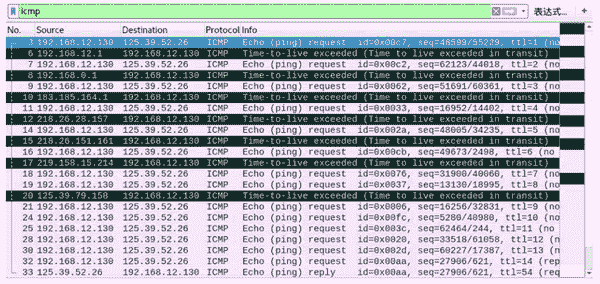 icmp 表达式… +
No. Source Destination Protocol Info
3 192.168.12.130 125.39.52.26 ICMP Echo (ping) request id=0x00c7, seq=48599/55229, ttl=1 (no
6 192.168.12.1 192.168.12.130 ICMP Time-to-live exceeded (Time to live exceeded in transit)
7 192.168.12.130 125.39.52.26 ICMP Echo (ping) request id=0x00c2, seq=62123/44018, ttl=2 (no
8 192.168.0.1 192.168.12.130 ICMP Time-to-live exceeded (Time to live exceeded in transit)
9 192.168.12.130 125.39.52.26 ICMP Echo (ping) request id=0x0062, seq=51691/60361, ttl=3 (no
10 183.185.164.1 192.168.12.130 ICMP Time-to-live exceeded (Time to live exceeded in transit)
11 192.168.12.130 125.39.52.26 ICMP Echo (ping) request id=0x0033, seq=16952/14402, ttl=4 (no
12 218.26.28.157 192.168.12.130 ICMP Time-to-live exceeded (Time to live exceeded in transit)
14 192.168.12.130 125.39.52.26 ICMP Echo (ping) request id=0x002a, seq=48005/34235, ttl=5 (no
15 218.26.151.161 192.168.12.130 ICMP Time-to-live exceeded (Time to live exceeded in transit)
16 192.168.12.130 125.39.52.26 ICMP Echo (ping) request id=0x00cb, seq=49673/2498, ttl=6 (no
17 219.158.15.214 192.168.12.130 ICMP Time-to-live exceeded (Time to live exceeded in transit)
18 192.168.12.130 125.39.52.26 ICMP Echo (ping) request id=0x0076, seq=31900/40060, ttl=7 (no
19 192.168.12.130 125.39.52.26 ICMP Echo (ping) request id=0x0037, seq=13130/18995, ttl=8 (no
20 125.39.79.158 192.168.12.130 ICMP Time-to-live exceeded (Time to live exceeded in transit)
21 192.168.12.130 125.39.52.26 ICMP Echo (ping) request id=0x0006, seq=16256/32831, ttl=9 (no
24 192.168.12.130 125.39.52.26 ICMP Echo (ping) request id=0x00fc, seq=5280/40980, ttl=10 (no
26 192.168.12.130 125.39.52.26 ICMP Echo (ping) request id=0x003c, seq=62464/244, ttl=11 (no
28 192.168.12.130 125.39.52.26 ICMP Echo (ping) request id=0x0020, seq=33518/61058, ttl=12 (n
30 192.168.12.130 125.39.52.26 ICMP Echo (ping) request id=0x002d, seq=60227/17387, ttl=13 (n
32 192.168.12.130 125.39.52.26 ICMP Echo (ping) request id=0x00aa, seq=27906/621, ttl=14 (rep
33 125.39.52.26 192.168.12.130 ICMP Echo (ping) reply id=0x00aa, seq=27906/621, ttl=54 (req